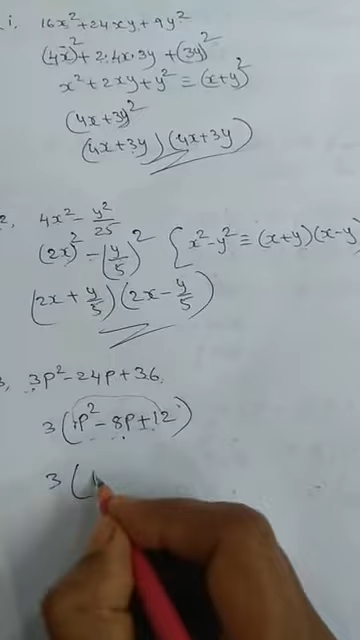 i. 16x²+24xy+9y²
(4x)²+2·4x·3y+(3y)²
x²+2xy+y² ≡ (x+y)²
(4x+3y)²
(4x+3y)(4x+3y)
2, 4x² - y²/25
(2x)² - (y/5)² { x²-y² ≡ (x+y)(x-y)
(2x + y/5)(2x - y/5)
3, 3p²-24p+36
3(p²-8p+12)
3(